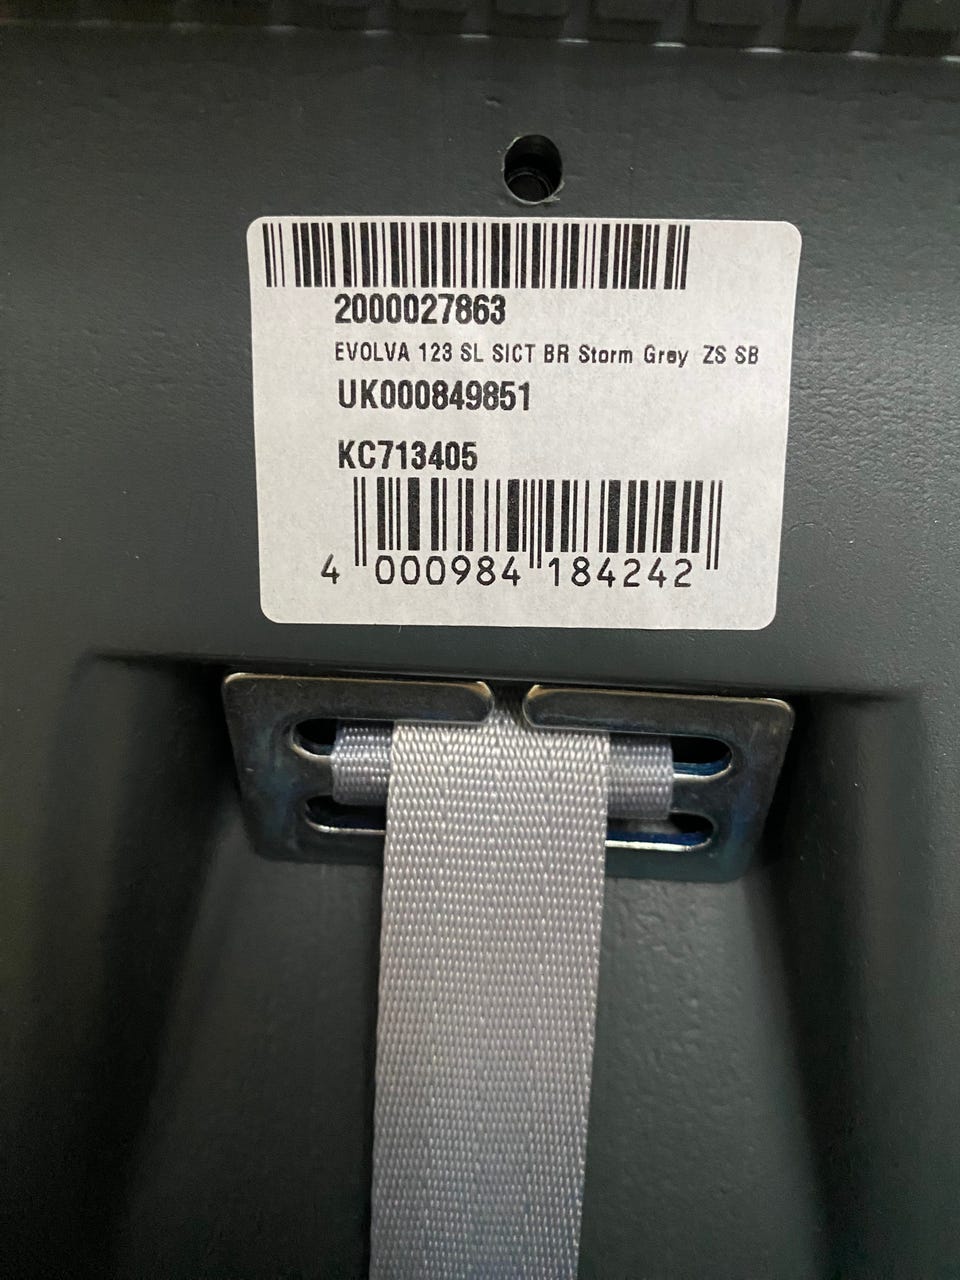 2000027863
EVOLVA 123 SL SICT BR Storm Grey ZS SB
UK000849851
KC713405
4 000984 184242